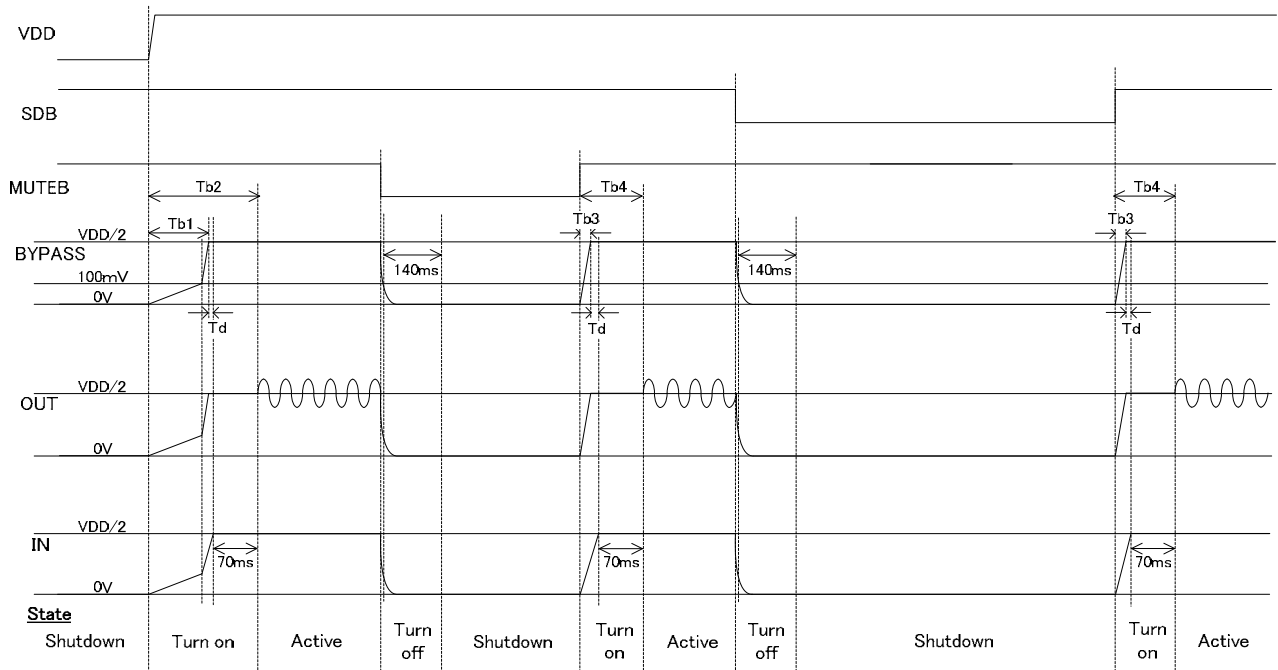 VDD
SDB
MUTEB
Tb2
Tb4
Tb4
Tb1
Tb3
Tb3
VDD/2
BYPASS
140ms
140ms
100mV
0V
Td
Td
Td
VDD/2
OUT
0V
VDD/2
IN
70ms
70ms
70ms
0V
State
Shutdown
Turn on
Active
Turn
off
Shutdown
Turn
on
Active
Turn
off
Shutdown
Turn
on
Active